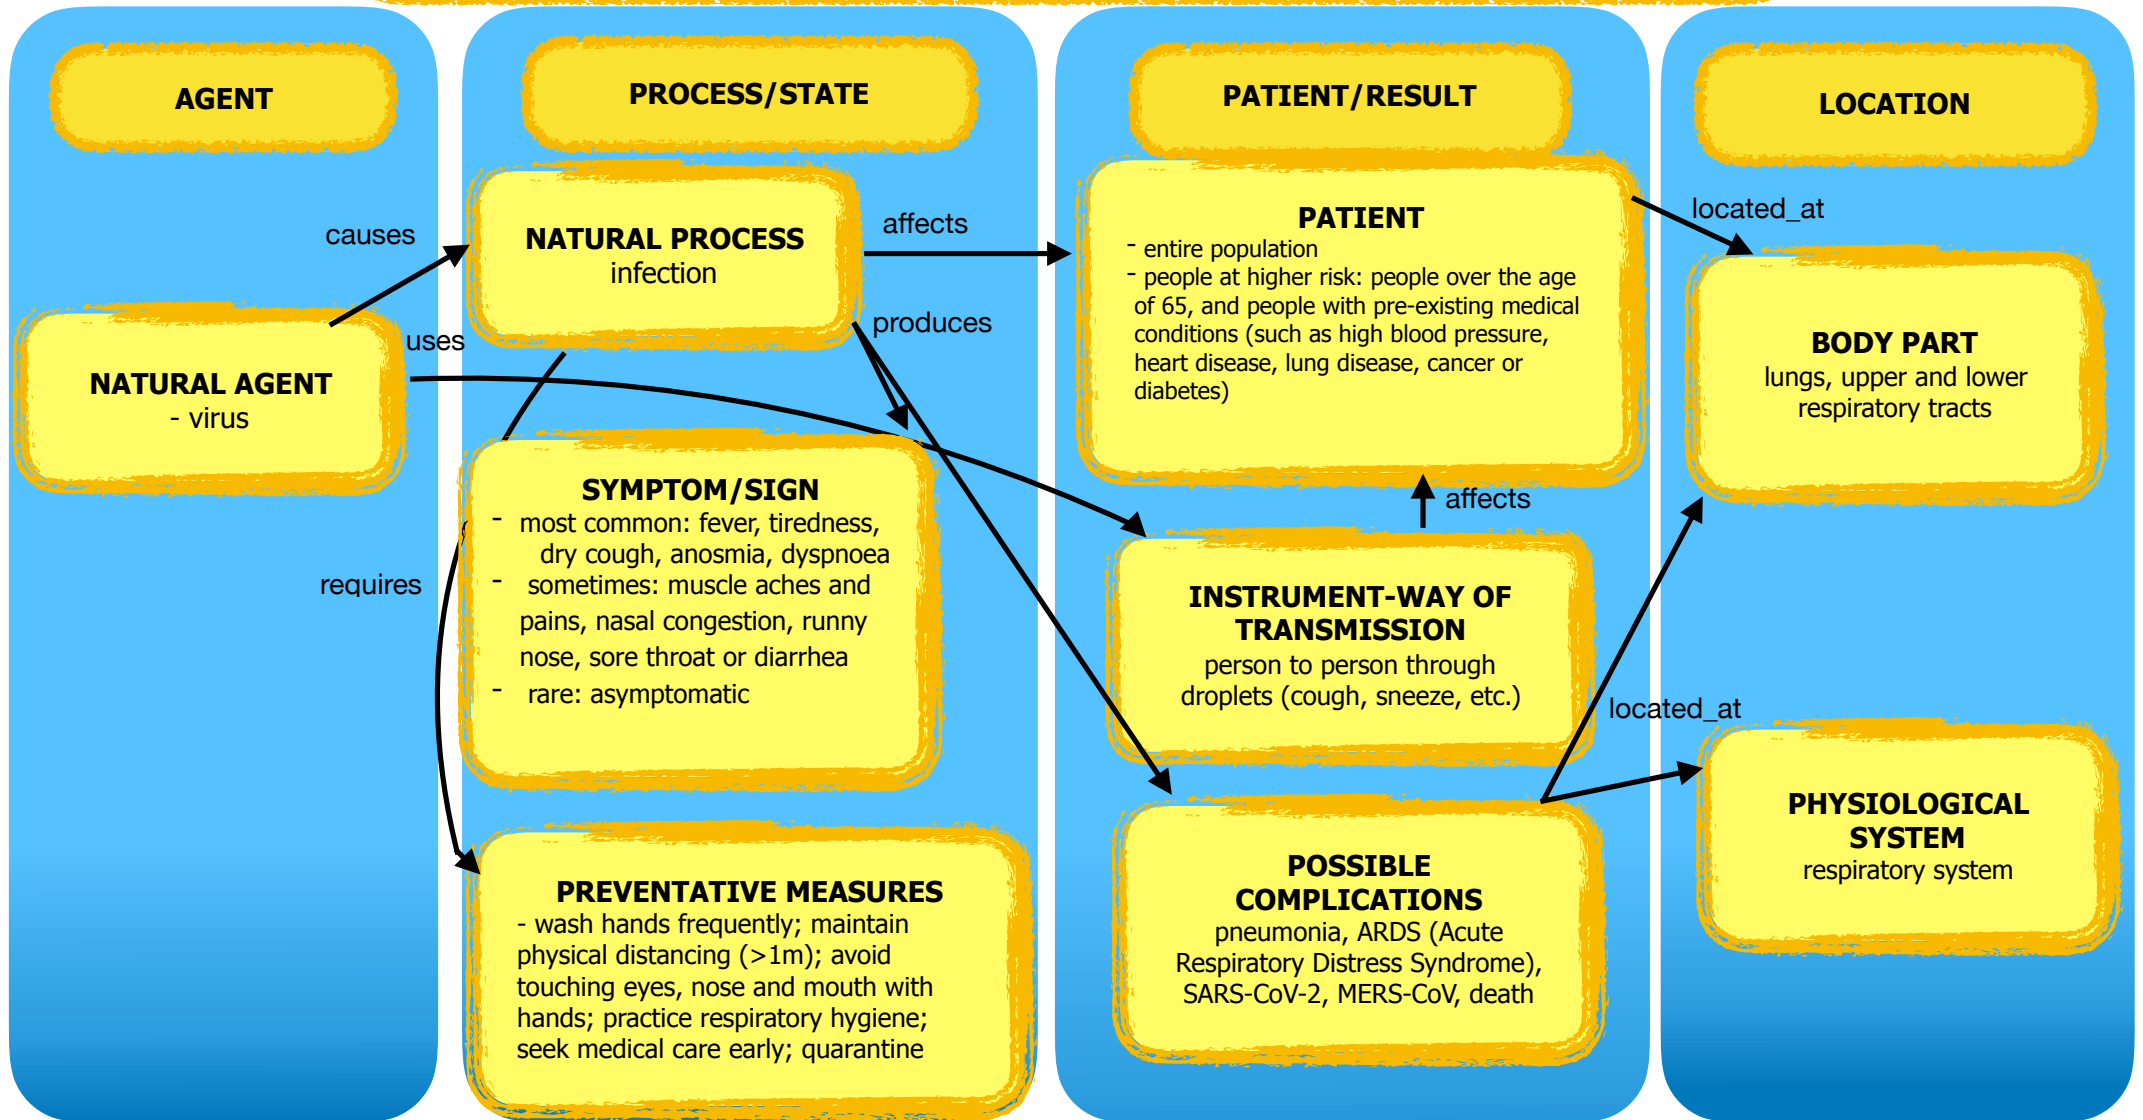 AGENT
PROCESS/STATE
PATIENT/RESULT
LOCATION
causes
NATURAL AGENT
- virus
uses
requires
NATURAL PROCESS
infection
affects
produces
SYMPTOM/SIGN
- most common: fever, tiredness,
dry cough, anosmia, dyspnoea
- sometimes: muscle aches and
pains, nasal congestion, runny
nose, sore throat or diarrhea
- rare: asymptomatic
PREVENTATIVE MEASURES
- wash hands frequently; maintain
physical distancing (>1m); avoid
touching eyes, nose and mouth with
hands; practice respiratory hygiene;
seek medical care early; quarantine
PATIENT
- entire population
- people at higher risk: people over the age
of 65, and people with pre-existing medical
conditions (such as high blood pressure,
heart disease, lung disease, cancer or
diabetes)
affects
INSTRUMENT-WAY OF
TRANSMISSION
person to person through
droplets (cough, sneeze, etc.)
POSSIBLE
COMPLICATIONS
pneumonia, ARDS (Acute
Respiratory Distress Syndrome),
SARS-CoV-2, MERS-CoV, death
located_at
BODY PART
lungs, upper and lower
respiratory tracts
located_at
PHYSIOLOGICAL
SYSTEM
respiratory system